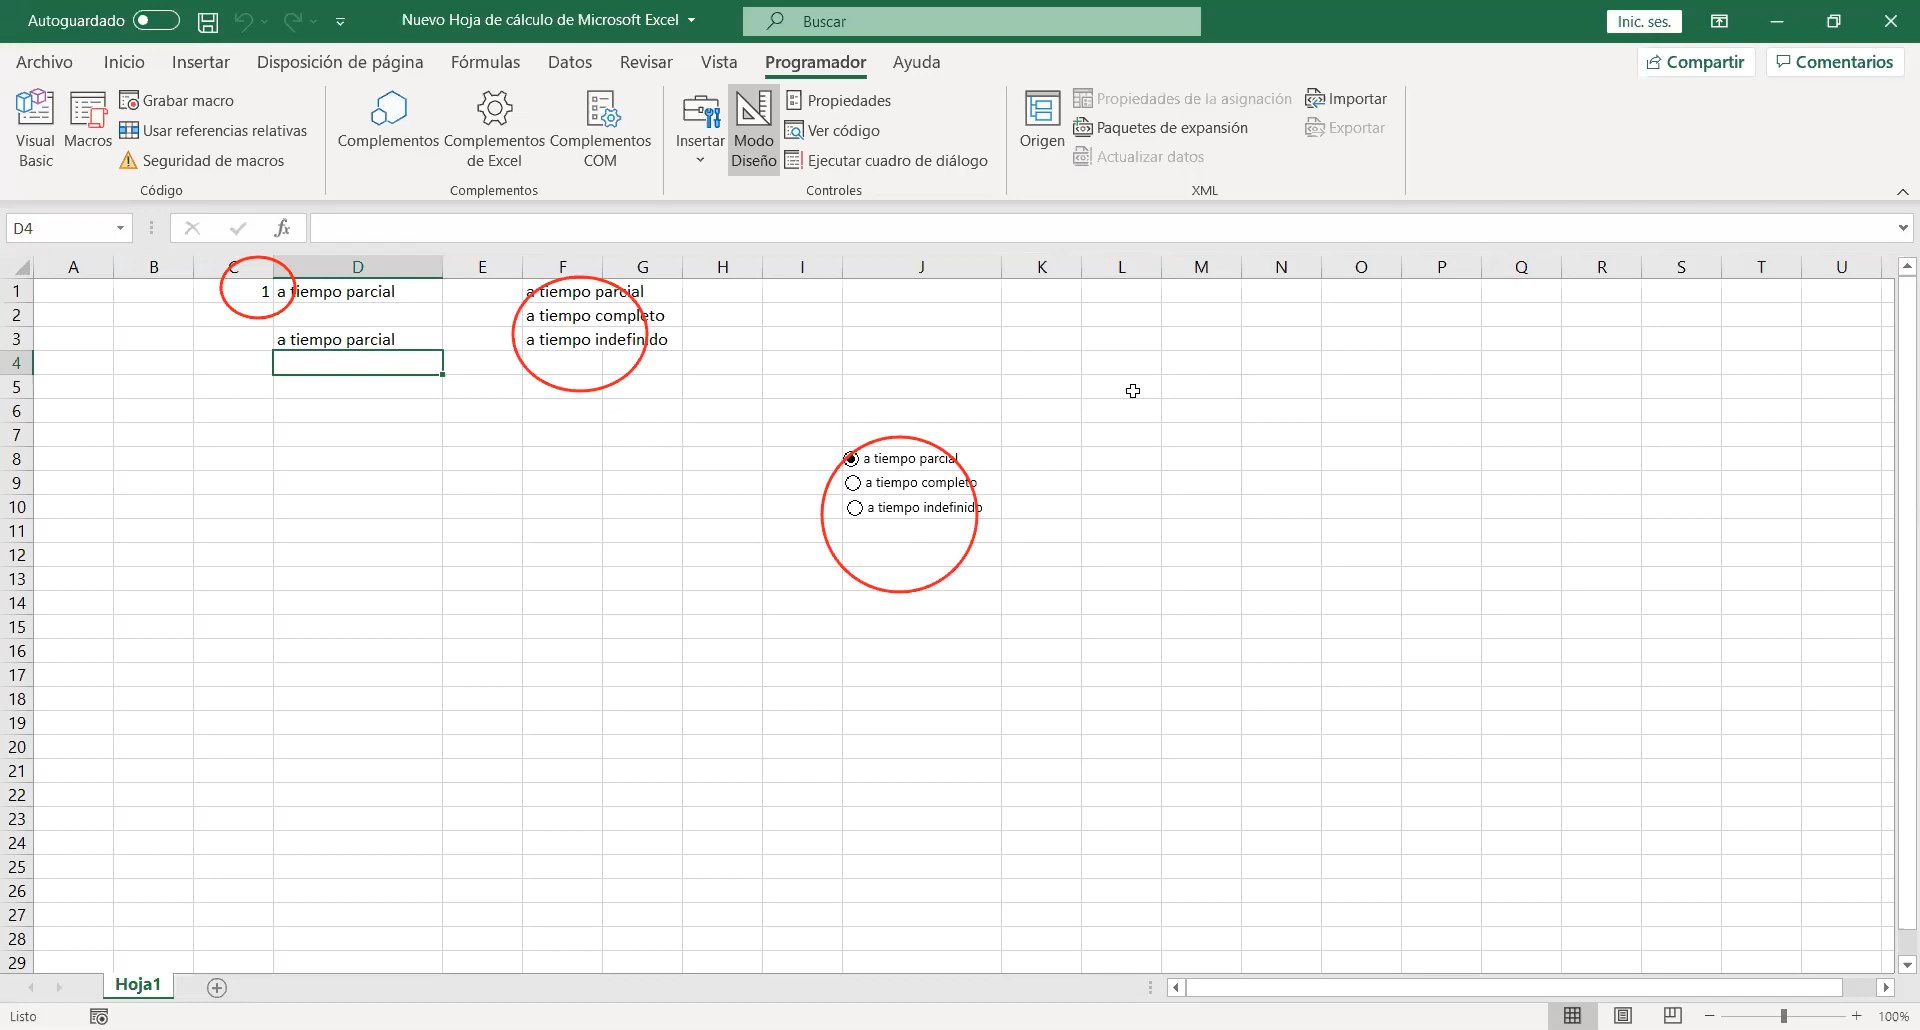 Autoguardado
Nuevo Hoja de cálculo de Microsoft Excel
Buscar
Inic. ses.
Archivo Inicio Insertar Disposición de página Fórmulas Datos Revisar Vista Programador Ayuda
Compartir Comentarios
Visual Basic
Macros
Grabar macro
Usar referencias relativas
Seguridad de macros
Código
Complementos
Complementos de Excel
Complementos COM
Complementos
Insertar
Modo Diseño
Propiedades
Ver código
Ejecutar cuadro de diálogo
Controles
Origen
Propiedades de la asignación
Paquetes de expansión
Actualizar datos
Importar
Exportar
XML
D4
fx
A B C D E F G H I J K L M N O P Q R S T U
1 1 a tiempo parcial a tiempo parcial
2 a tiempo completo
3 a tiempo parcial a tiempo indefinido
4
5
6
7
8 a tiempo parcial
9 a tiempo completo
10 a tiempo indefinido
11
12
13
14
15
16
17
18
19
20
21
22
23
24
25
26
27
28
29
Hoja1
Listo
100%